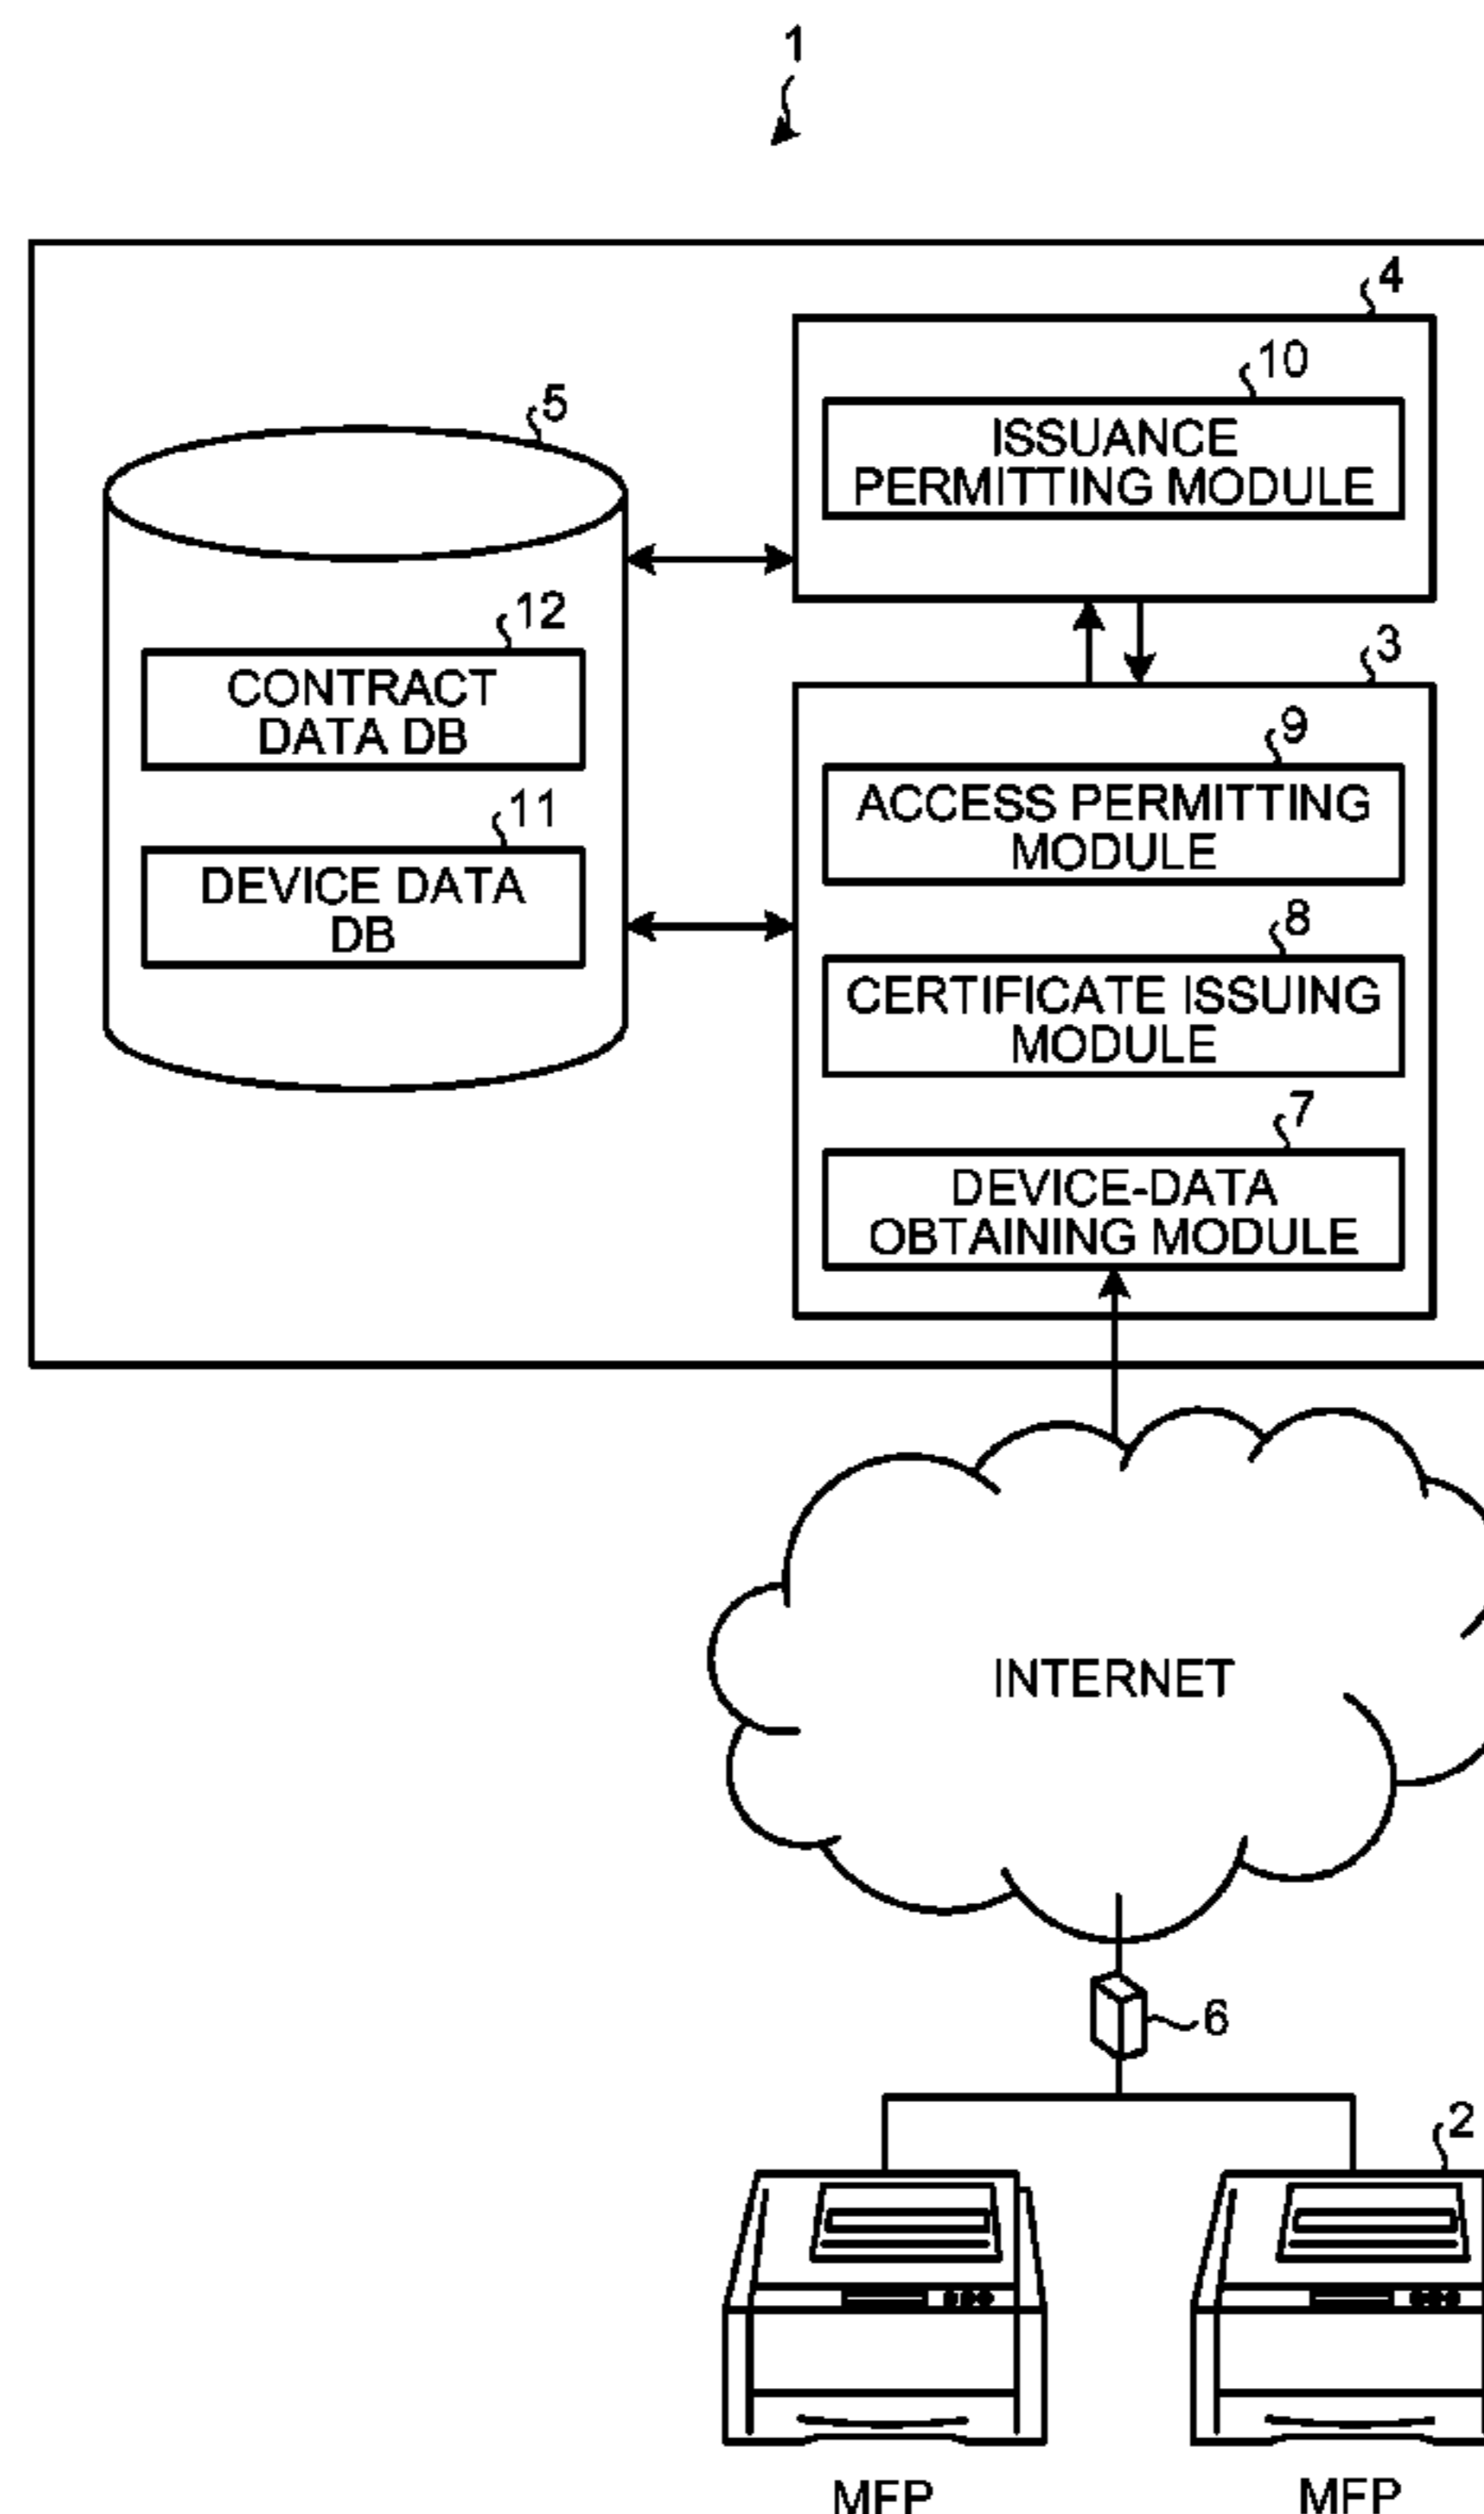 1
4
10
ISSUANCE
PERMITTING MODULE
5
12
CONTRACT
DATA DB
11
DEVICE DATA
DB
3
9
ACCESS PERMITTING
MODULE
8
CERTIFICATE ISSUING
MODULE
7
DEVICE-DATA
OBTAINING MODULE
INTERNET
6
2
MFP
MFP